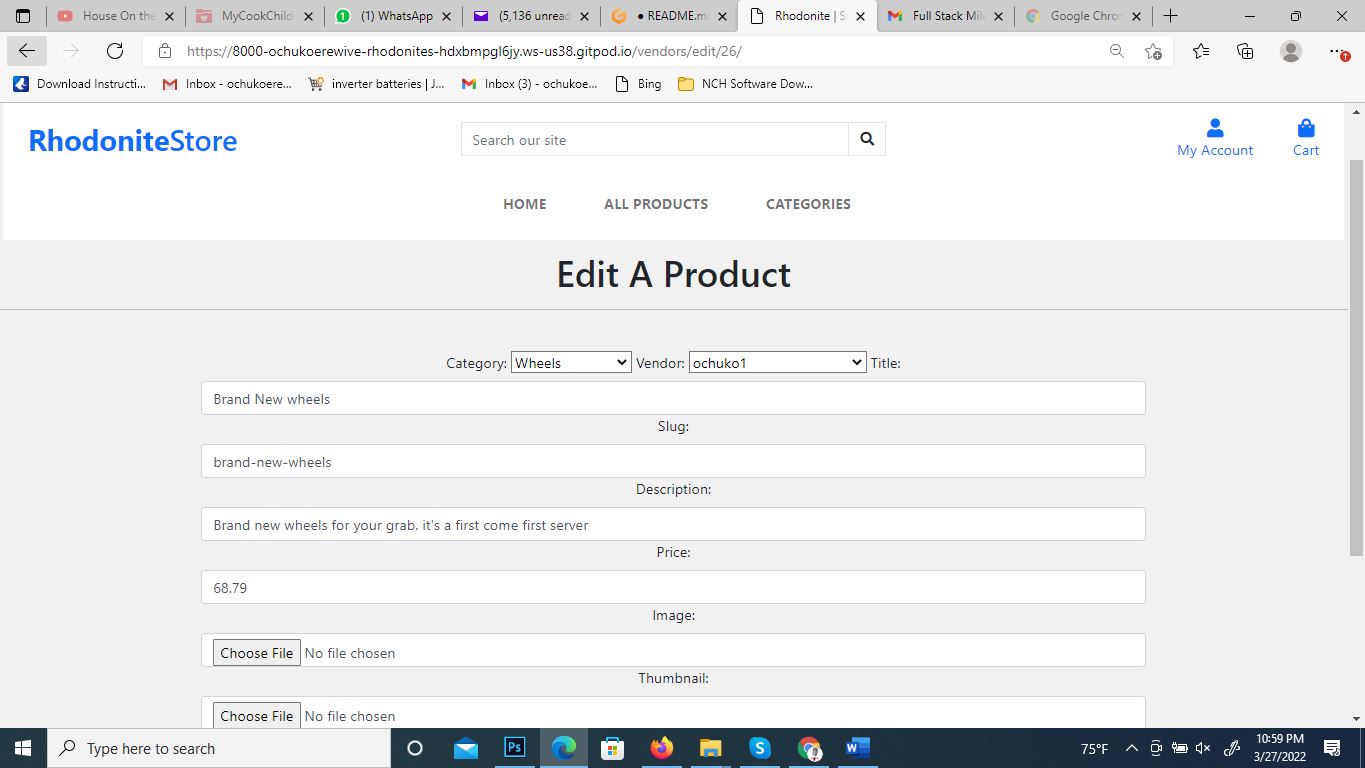 House On the
MyCookChild
(1) WhatsApp
(5,136 unread
● README.m
Rhodonite | S
Full Stack Mile
Google Chror
https://8000-ochukoerewive-rhodonites-hdxbmpgl6jy.ws-us38.gitpod.io/vendors/edit/26/
Download Instructi...
Inbox - ochukoere...
inverter batteries | J...
Inbox (3) - ochukoe...
Bing
NCH Software Dow...
RhodoniteStore
Search our site
My Account
Cart
HOME
ALL PRODUCTS
CATEGORIES
Edit A Product
Category: Wheels Vendor: ochuko1 Title:
Brand New wheels
Slug:
brand-new-wheels
Description:
Brand new wheels for your grab. it's a first come first server
Price:
68.79
Image:
Choose File No file chosen
Thumbnail:
Choose File No file chosen
Type here to search
Ps
75°F
10:59 PM
3/27/2022